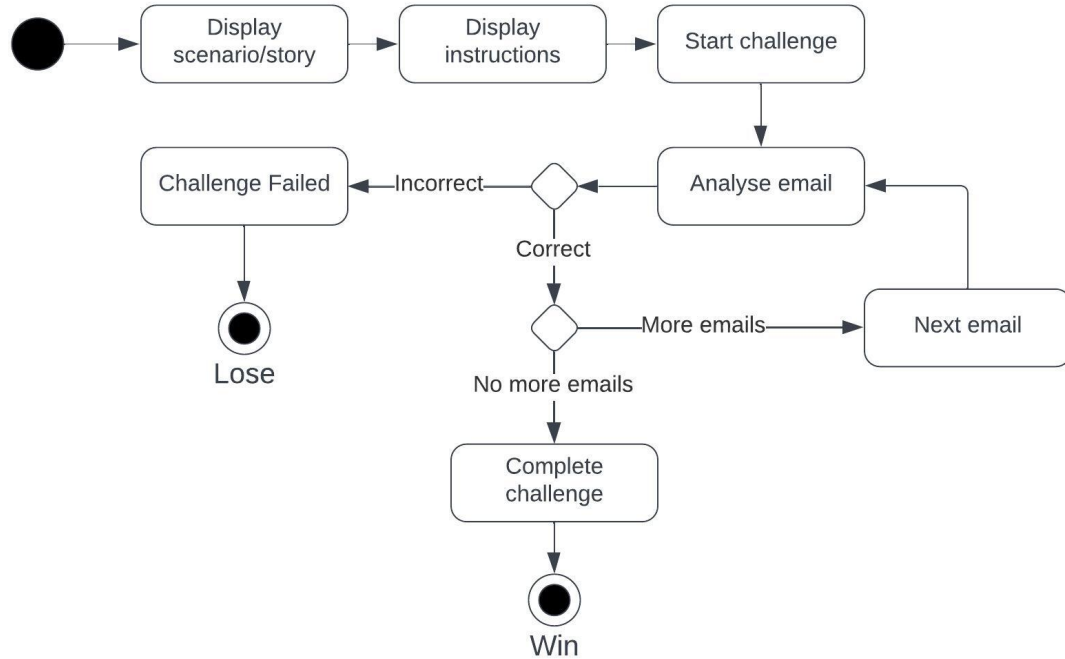 Display
scenario/story
Display
instructions
Start challenge
Challenge Failed
Incorrect
Analyse email
Correct
More emails
Next email
Lose
No more emails
Complete
challenge
Win